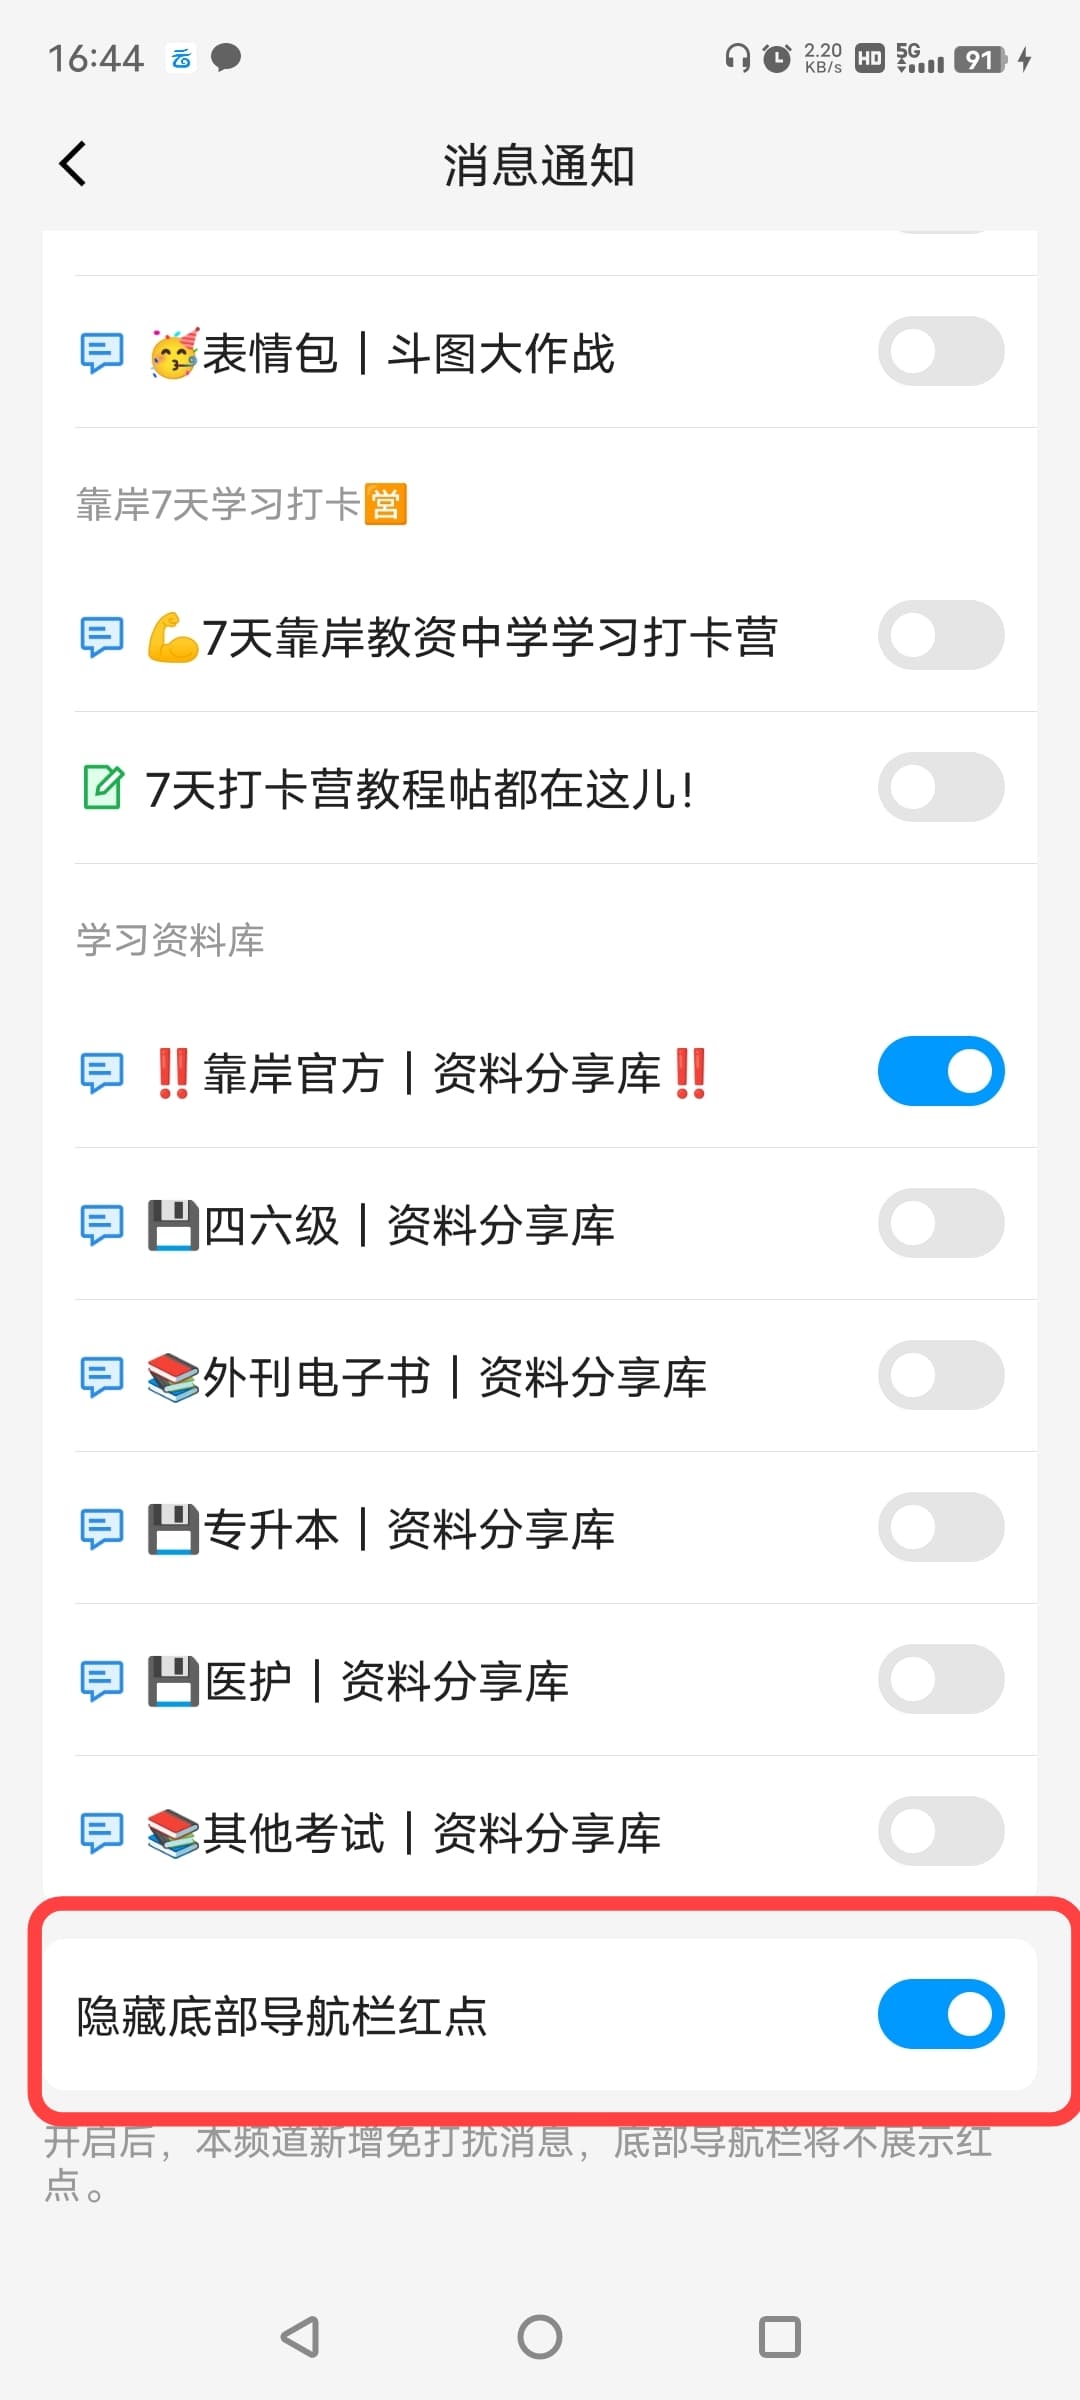 16:44
2.20
KB/s
HD
5G
91
消息通知
🥳表情包丨斗图大作战
靠岸7天学习打卡🈺
💪7天靠岸教资中学学习打卡营
7天打卡营教程帖都在这儿!
学习资料库
‼️靠岸官方丨资料分享库‼️
💾四六级丨资料分享库
📚外刊电子书丨资料分享库
💾专升本丨资料分享库
💾医护丨资料分享库
📚其他考试丨资料分享库
隐藏底部导航栏红点
开启后，本频道新增免打扰消息，底部导航栏将不展示红
点。